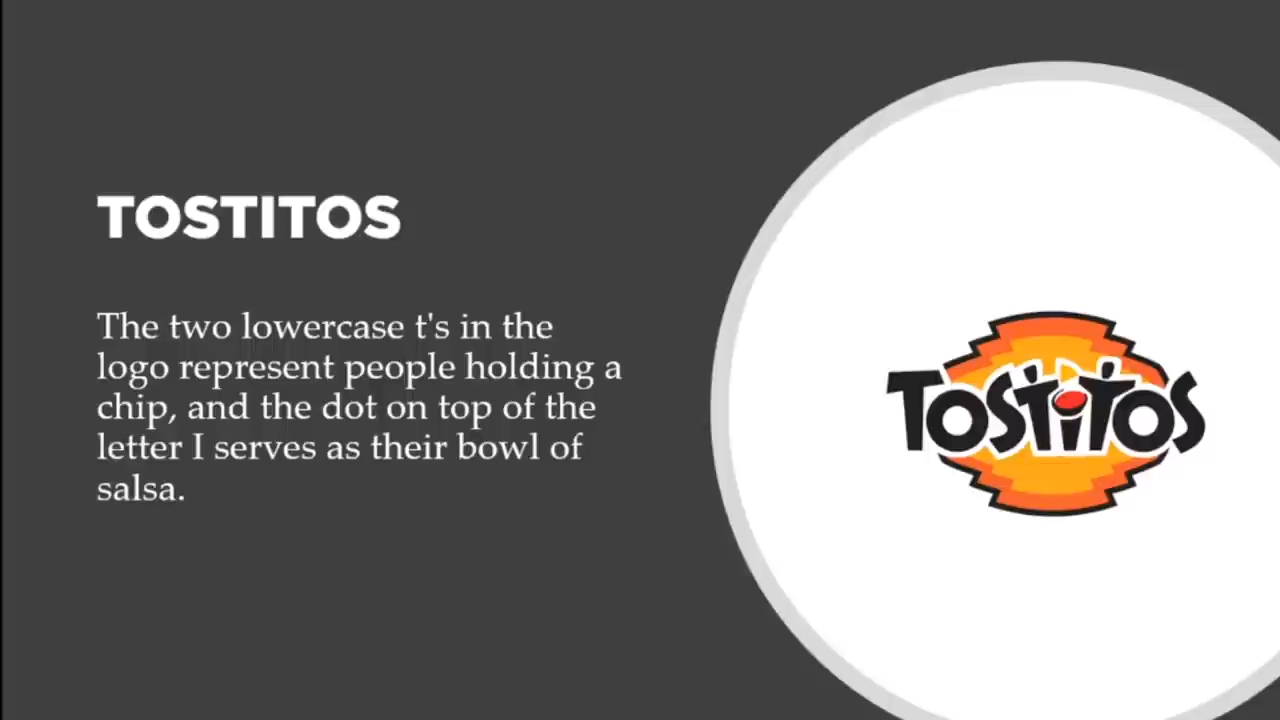 TOSTITOS
The two lowercase t's in the
logo represent people holding a
chip, and the dot on top of the
letter I serves as their bowl of
salsa.
TOSTiTOS